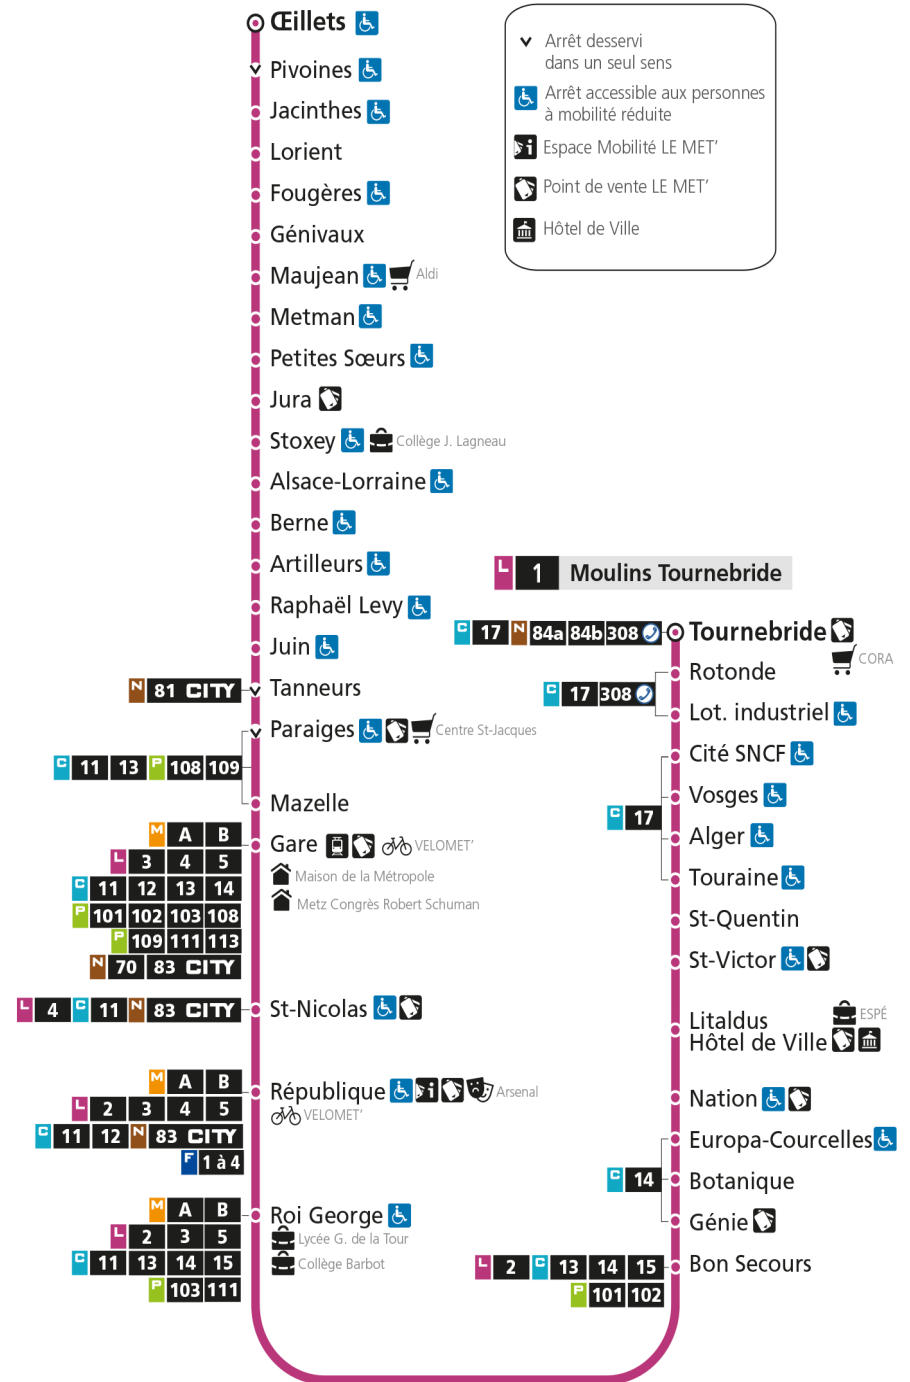 Œillets
Pivoines
Jacinthes
Lorient
Fougères
Génivaux
Maujean Aldi
Metman
Petites Sœurs
Jura
Stoxey Collège J. Lagneau
Alsace-Lorraine
Berne
Artilleurs
Raphaël Levy
Juin
N 81 CITY Tanneurs
Paraiges Centre St-Jacques
C 11 13 P 108 109
Mazelle
M A B Gare VELOMET’
L 3 4 5
Maison de la Métropole
C 11 12 13 14
Metz Congrès Robert Schuman
P 101 102 103 108
P 109 111 113
N 70 83 CITY
L 4 C 11 N 83 CITY St-Nicolas
M A B République Arsenal
L 2 3 4 5 VELOMET’
C 11 12 N 83 CITY
F 1 à 4
M A B Roi George
L 2 3 5 Lycée G. de la Tour
C 11 13 14 15 Collège Barbot
P 103 111
Arrêt desservi
dans un seul sens
Arrêt accessible aux personnes
à mobilité réduite
Espace Mobilité LE MET’
Point de vente LE MET’
Hôtel de Ville
L 1 Moulins Tournebride
C 17 N 84a 84b 308 Tournebride
CORA
Rotonde
C 17 308
Lot. industriel
Cité SNCF
Vosges
C 17
Alger
Touraine
St-Quentin
St-Victor
Litaldus ESPÉ
Hôtel de Ville
Nation
Europa-Courcelles
C 14 Botanique
Génie
L 2 C 13 14 15 Bon Secours
P 101 102